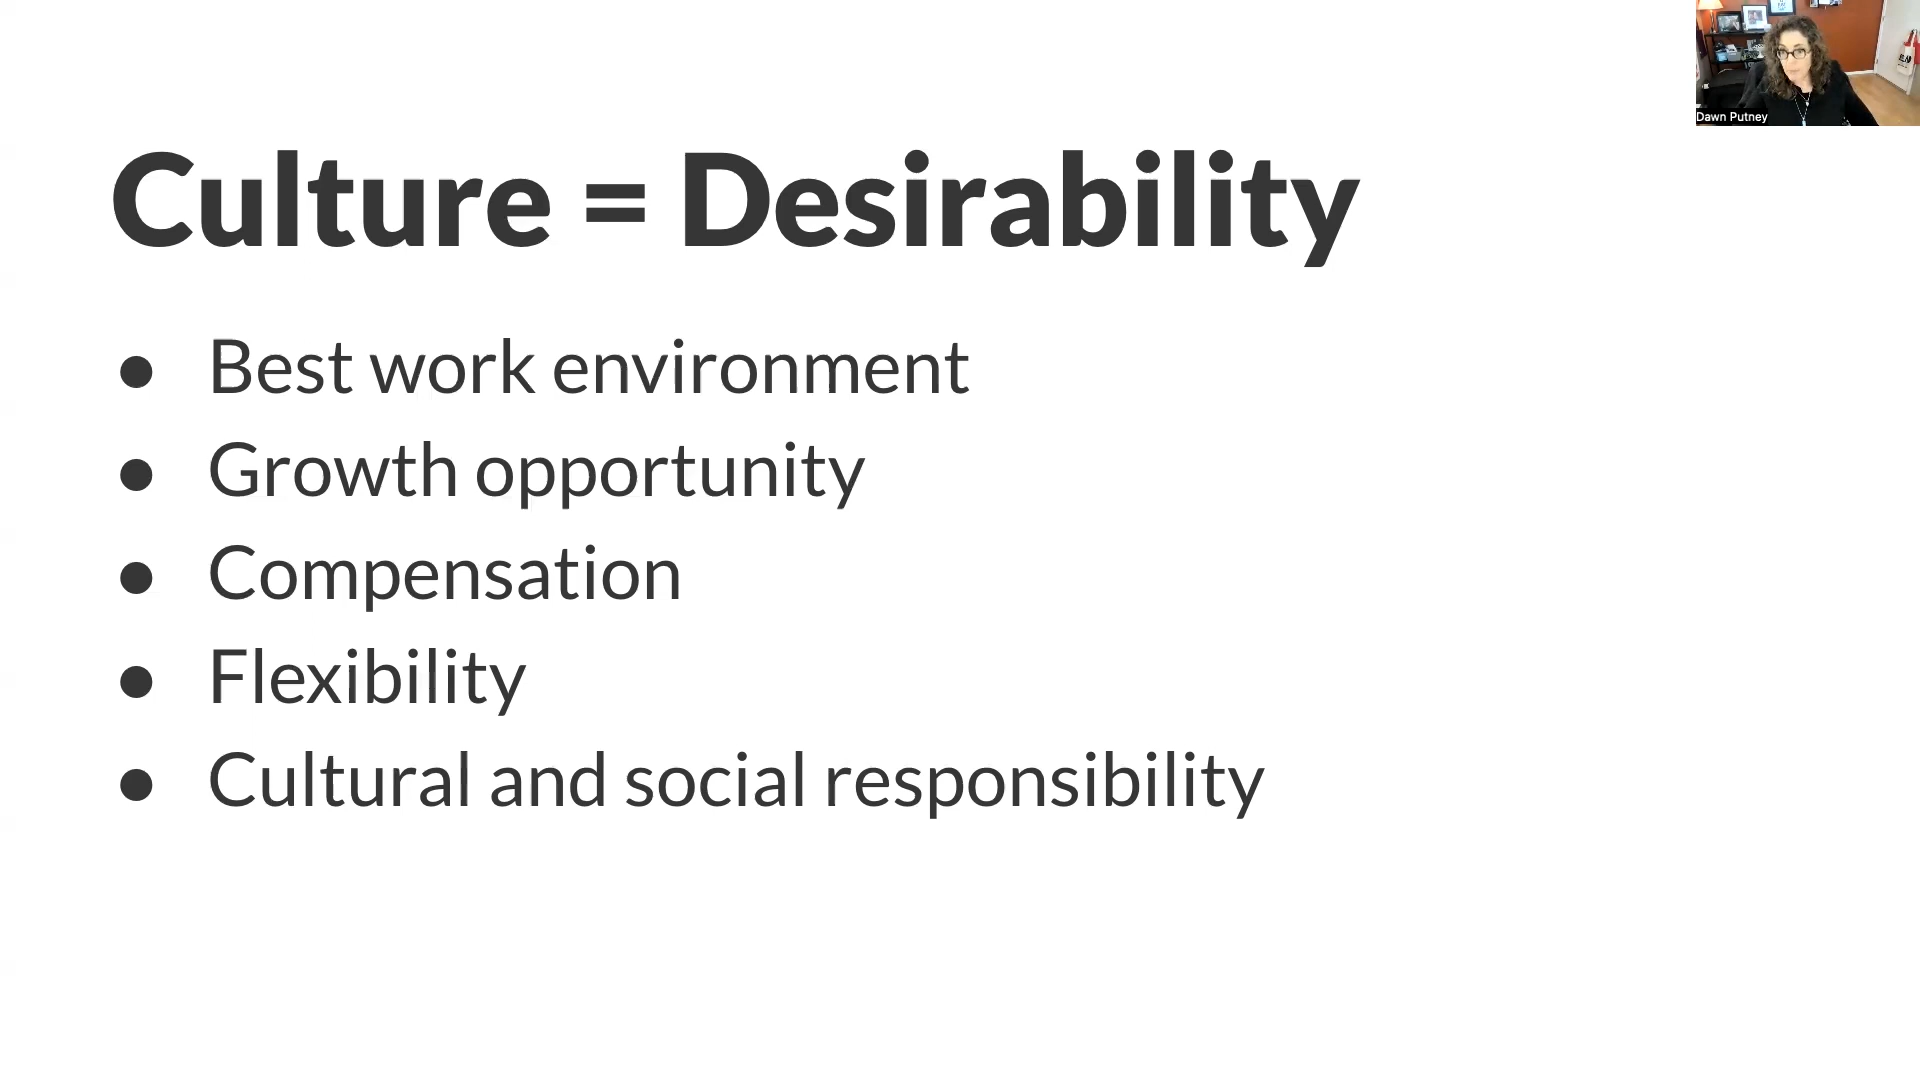 Dawn Putney
Culture = Desirability
● Best work environment
● Growth opportunity
● Compensation
● Flexibility
● Cultural and social responsibility